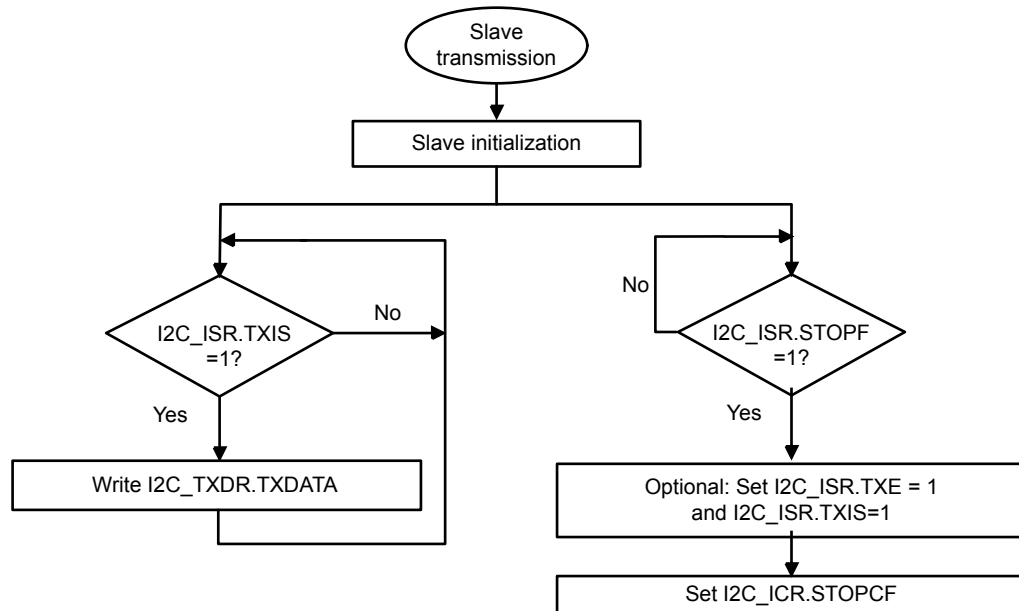 Slave
transmission
Slave initialization
I2C_ISR.TXIS
=1?
No
Yes
Write I2C_TXDR.TXDATA
No
I2C_ISR.STOPF
=1?
Yes
Optional: Set I2C_ISR.TXE = 1
and I2C_ISR.TXIS=1
Set I2C_ICR.STOPCF